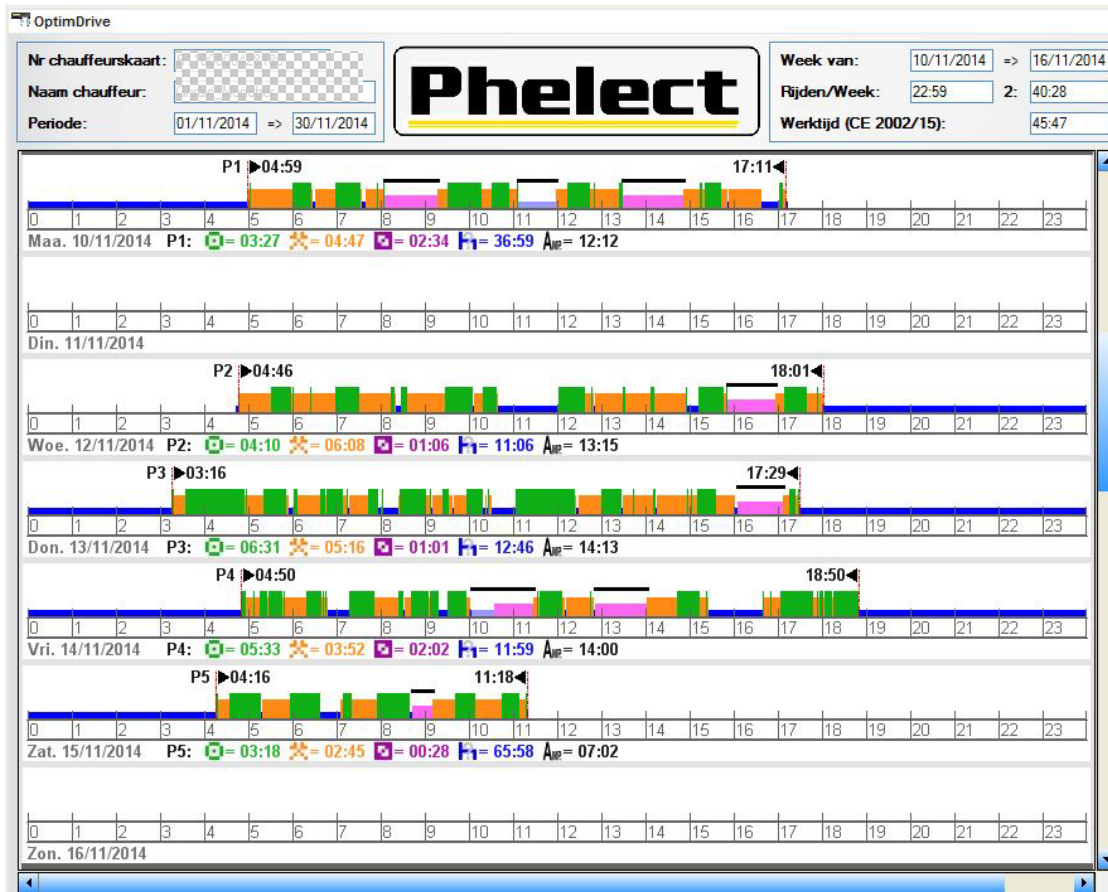 OptimDrive
Nr chauffeurskaart:
Naam chauffeur:
Periode: 01/11/2014 => 30/11/2014
Phelect
Week van: 10/11/2014 => 16/11/2014
Rijden/Week: 22:59 2: 40:28
Werktijd (CE 2002/15): 45:47
P1 04:59 17:11
0 1 2 3 4 5 6 7 8 9 10 11 12 13 14 15 16 17 18 19 20 21 22 23
Maa. 10/11/2014 P1: = 03:27 = 04:47 = 02:34 = 36:59 AMP= 12:12
0 1 2 3 4 5 6 7 8 9 10 11 12 13 14 15 16 17 18 19 20 21 22 23
Din. 11/11/2014
P2 04:46 18:01
0 1 2 3 4 5 6 7 8 9 10 11 12 13 14 15 16 17 18 19 20 21 22 23
Woe. 12/11/2014 P2: = 04:10 = 06:08 = 01:06 = 11:06 AMP= 13:15
P3 03:16 17:29
0 1 2 3 4 5 6 7 8 9 10 11 12 13 14 15 16 17 18 19 20 21 22 23
Don. 13/11/2014 P3: = 06:31 = 05:16 = 01:01 = 12:46 AMP= 14:13
P4 04:50 18:50
0 1 2 3 4 5 6 7 8 9 10 11 12 13 14 15 16 17 18 19 20 21 22 23
Vri. 14/11/2014 P4: = 05:33 = 03:52 = 02:02 = 11:59 AMP= 14:00
P5 04:16 11:18
0 1 2 3 4 5 6 7 8 9 10 11 12 13 14 15 16 17 18 19 20 21 22 23
Zat. 15/11/2014 P5: = 03:18 = 02:45 = 00:28 = 65:58 AMP= 07:02
0 1 2 3 4 5 6 7 8 9 10 11 12 13 14 15 16 17 18 19 20 21 22 23
Zon. 16/11/2014